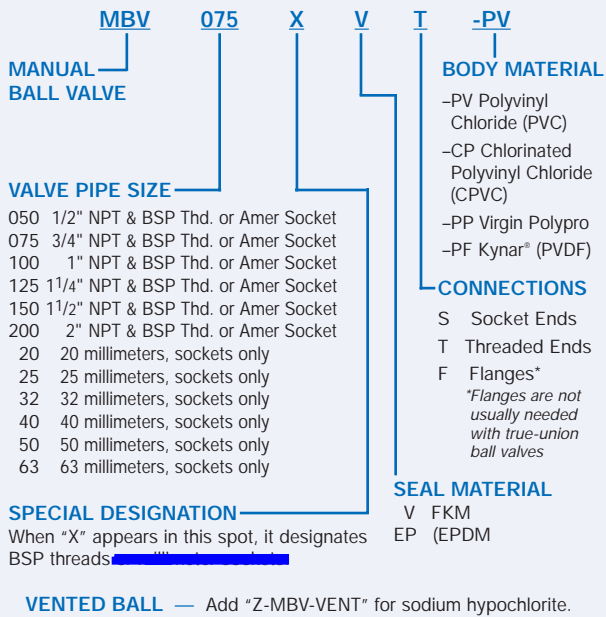 MBV 075 X V T -PV
MANUAL
BALL VALVE
BODY MATERIAL
–PV Polyvinyl
Chloride (PVC)
–CP Chlorinated
Polyvinyl Chloride
(CPVC)
–PP Virgin Polypro
–PF Kynar® (PVDF)
VALVE PIPE SIZE
050 1/2" NPT & BSP Thd. or Amer Socket
075 3/4" NPT & BSP Thd. or Amer Socket
100 1" NPT & BSP Thd. or Amer Socket
125 11/4" NPT & BSP Thd. or Amer Socket
150 11/2" NPT & BSP Thd. or Amer Socket
200 2" NPT & BSP Thd. or Amer Socket
20 20 millimeters, sockets only
25 25 millimeters, sockets only
32 32 millimeters, sockets only
40 40 millimeters, sockets only
50 50 millimeters, sockets only
63 63 millimeters, sockets only
CONNECTIONS
S Socket Ends
T Threaded Ends
F Flanges*
*Flanges are not
usually needed
with true-union
ball valves
SEAL MATERIAL
V FKM
EP (EPDM
SPECIAL DESIGNATION
When "X" appears in this spot, it designates
BSP threads
VENTED BALL — Add "Z-MBV-VENT" for sodium hypochlorite.